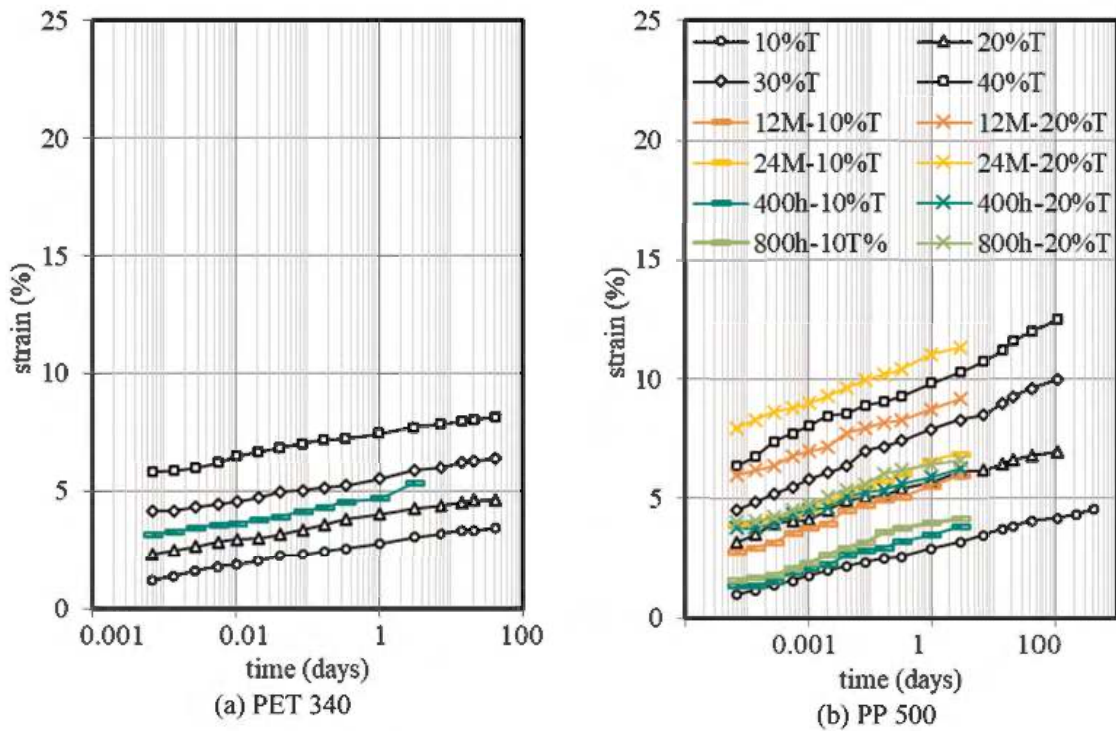 25
20
15
10
5
0
strain (%)
0.001
0.01
1
100
time (days)
(a) PET 340
25
20
15
10
5
0
strain (%)
10%T
20%T
30%T
40%T
12M-10%T
12M-20%T
24M-10%T
24M-20%T
400h-10%T
400h-20%T
800h-10T%
800h-20%T
0.001
1
100
time (days)
(b) PP 500